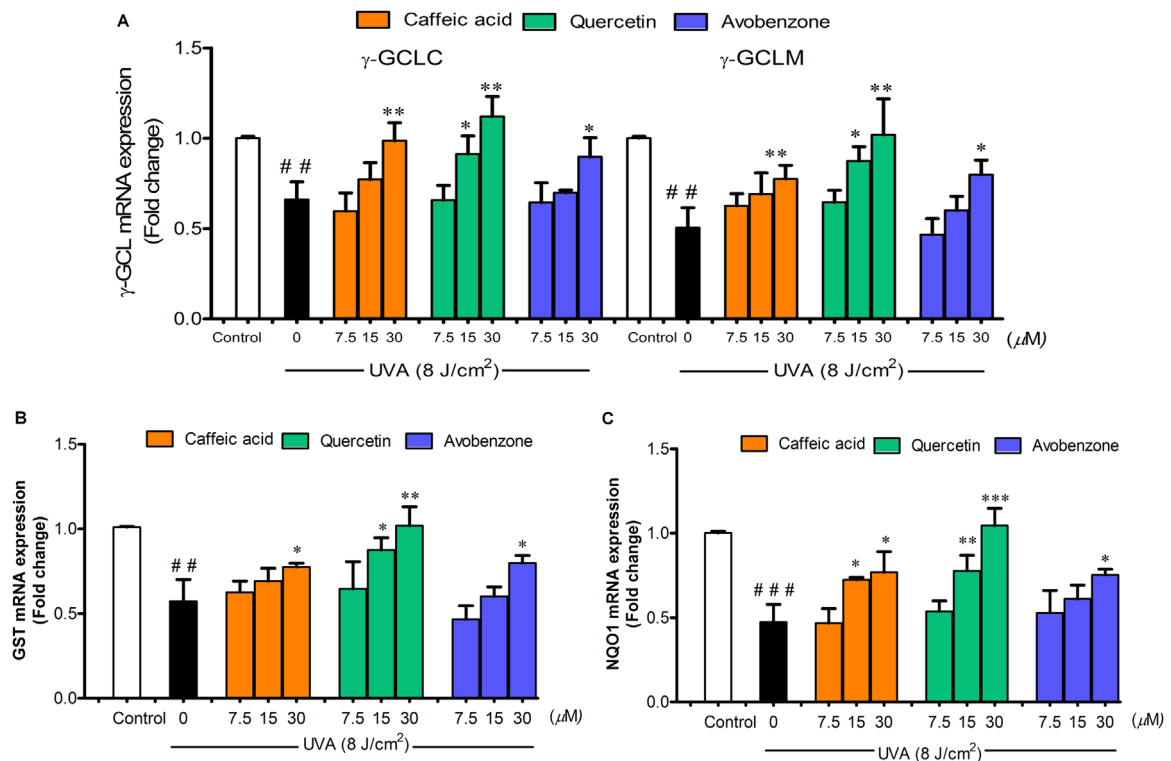 A
Caffeic acid Quercetin Avobenzone
γ-GCLC γ-GCLM
γ-GCL mRNA expression
(Fold change)
1.5
1.0
0.5
0.0
## ** * ** * ## ** * ** *
Control 0 7.5 15 30 7.5 15 30 7.5 15 30 Control 0 7.5 15 30 7.5 15 30 7.5 15 30 (μM)
UVA (8 J/cm²) UVA (8 J/cm²)
B
Caffeic acid Quercetin Avobenzone
GST mRNA expression
(Fold change)
1.5
1.0
0.5
0.0
## * * ** *
Control 0 7.5 15 30 7.5 15 30 7.5 15 30 (μM)
UVA (8 J/cm²)
C
Caffeic acid Quercetin Avobenzone
NQO1 mRNA expression
(Fold change)
1.5
1.0
0.5
0.0
### * * ** *** *
Control 0 7.5 15 30 7.5 15 30 7.5 15 30 (μM)
UVA (8 J/cm²)